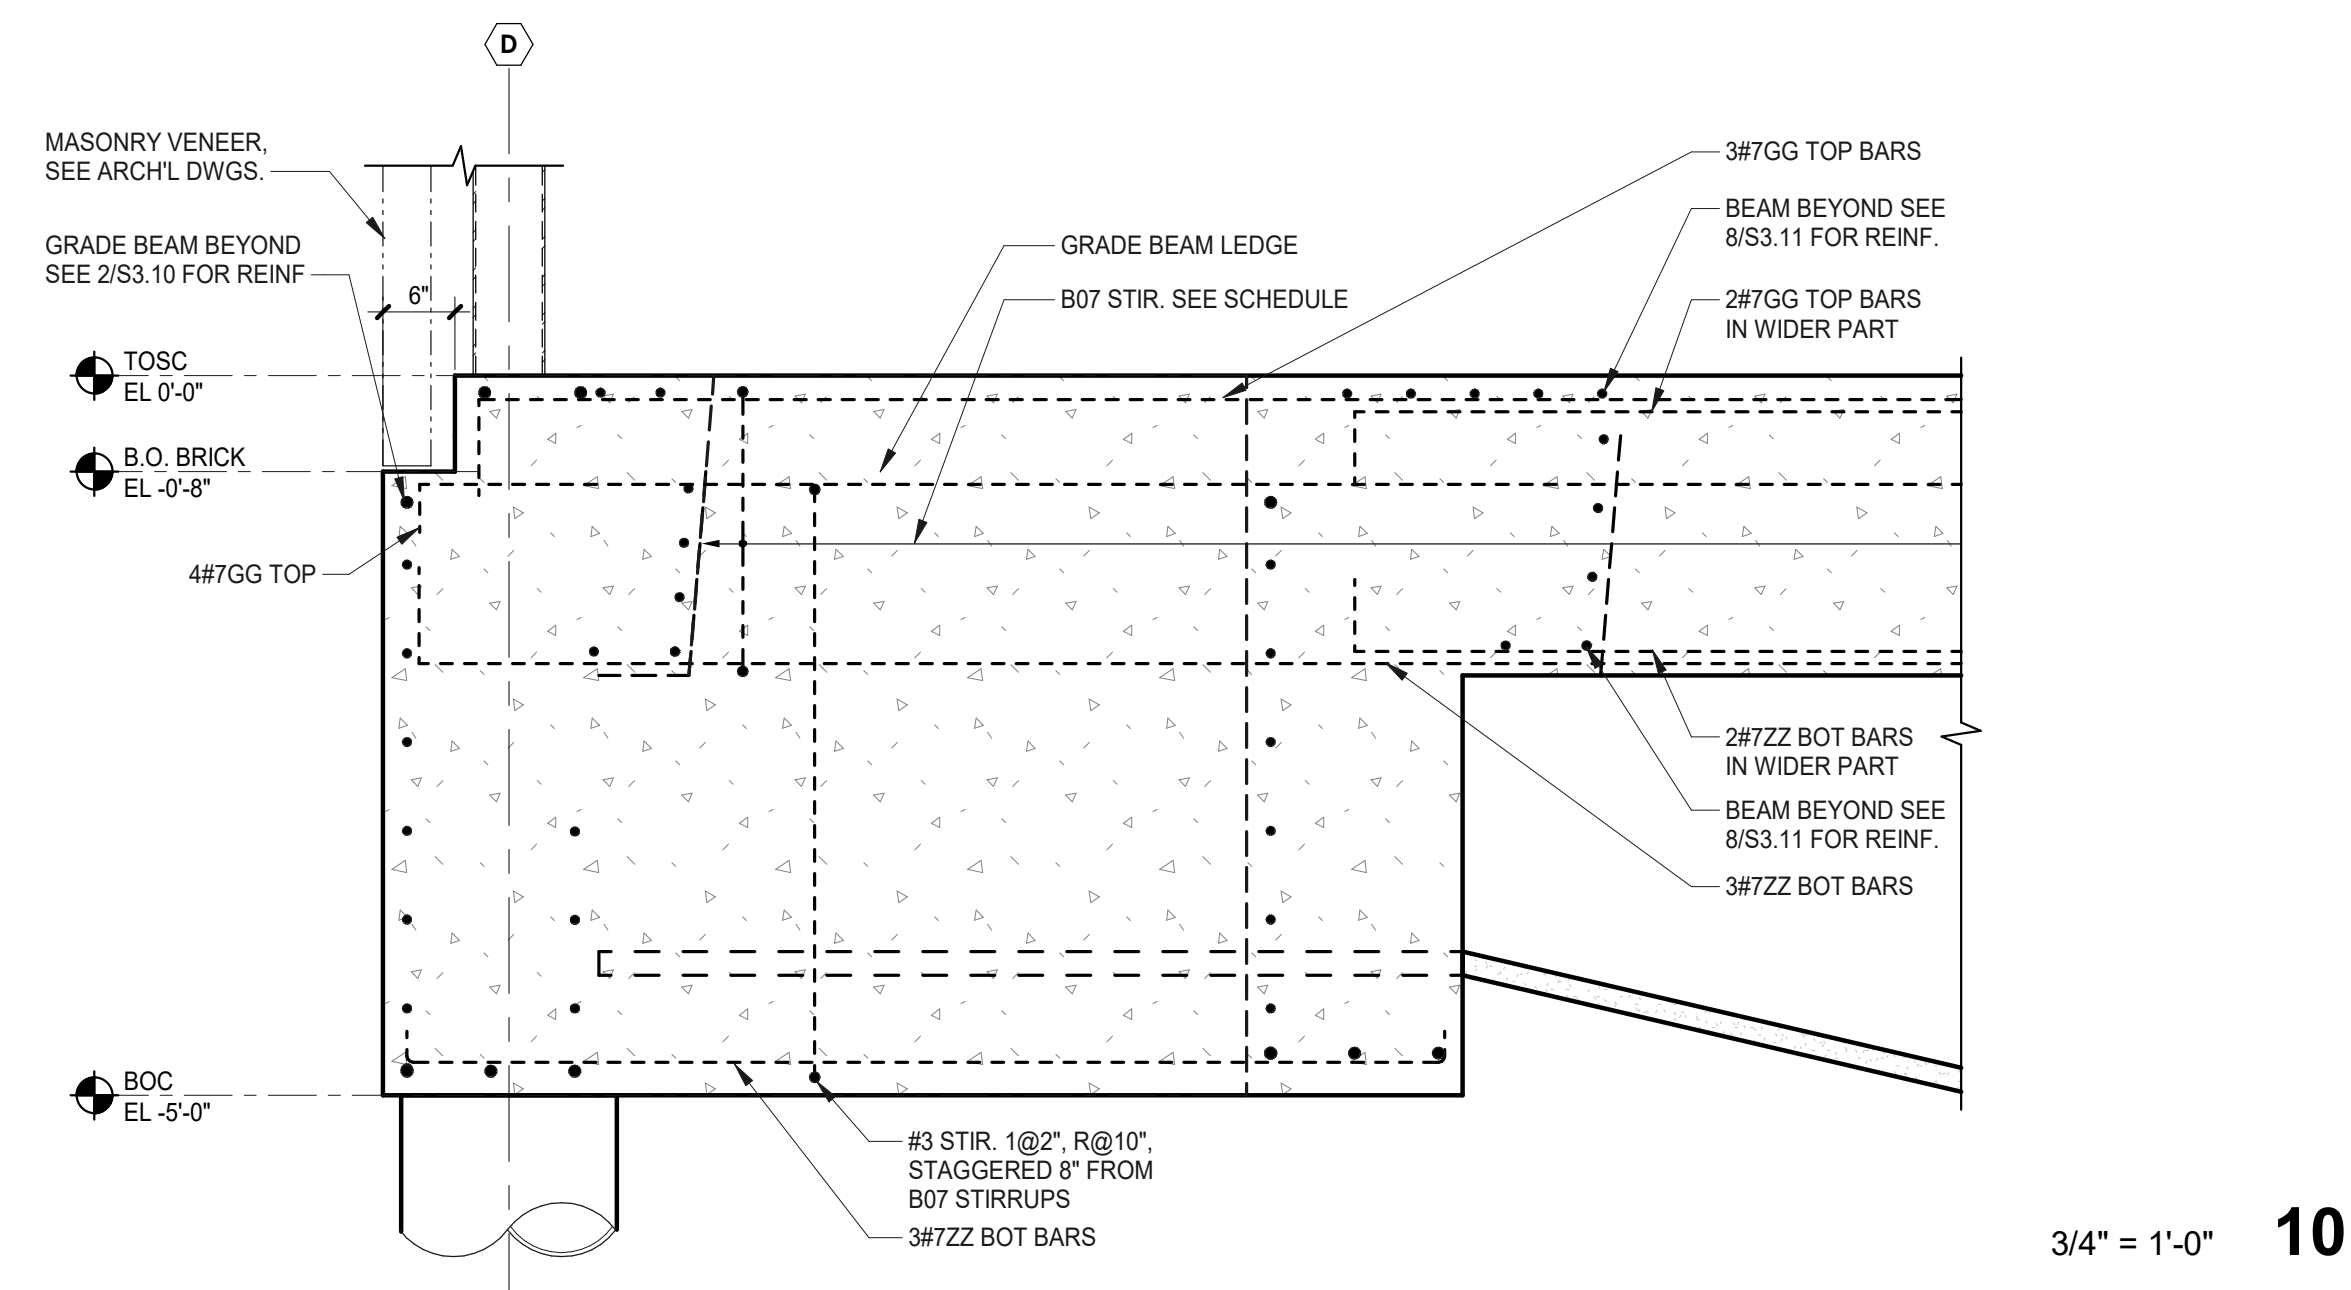 D
MASONRY VENEER,
SEE ARCH'L DWGS.
GRADE BEAM BEYOND
SEE 2/S3.10 FOR REINF
6"
TOSC
EL 0'-0"
B.O. BRICK
EL -0'-8"
4#7GG TOP
BOC
EL -5'-0"
GRADE BEAM LEDGE
B07 STIR. SEE SCHEDULE
3#7GG TOP BARS
BEAM BEYOND SEE
8/S3.11 FOR REINF.
2#7GG TOP BARS
IN WIDER PART
2#7ZZ BOT BARS
IN WIDER PART
BEAM BEYOND SEE
8/S3.11 FOR REINF.
3#7ZZ BOT BARS
#3 STIR. 1@2", R@10",
STAGGERED 8" FROM
B07 STIRRUPS
3#7ZZ BOT BARS
3/4" = 1'-0"
10